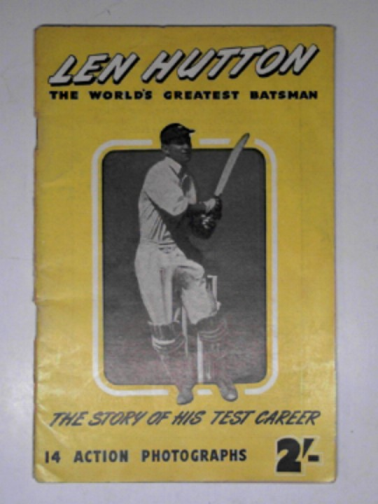 LEN HUTTON
THE WORLD'S GREATEST BATSMAN
THE STORY OF HIS TEST CAREER
14 ACTION PHOTOGRAPHS 2/-